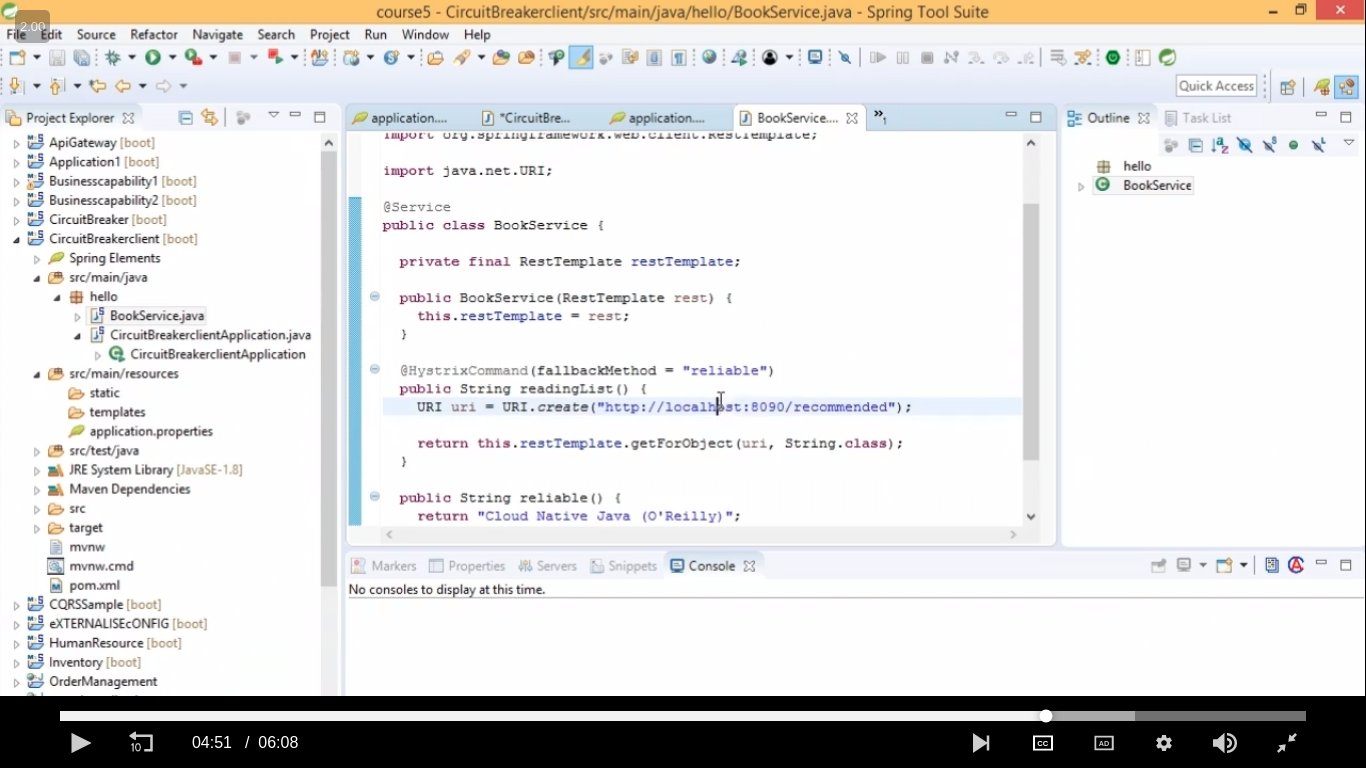 course5 - CircuitBreakerclient/src/main/java/hello/BookService.java - Spring Tool Suite
2.00
File Edit Source Refactor Navigate Search Project Run Window Help
Quick Access
Project Explorer
ApiGateway [boot]
Application1 [boot]
Businesscapability1 [boot]
Businesscapability2 [boot]
CircuitBreaker [boot]
CircuitBreakerclient [boot]
Spring Elements
src/main/java
hello
BookService.java
CircuitBreakerclientApplication.java
CircuitBreakerclientApplication
src/main/resources
static
templates
application.properties
src/test/java
JRE System Library [JavaSE-1.8]
Maven Dependencies
src
target
mvnw
mvnw.cmd
pom.xml
CQRSSample [boot]
eXTERNALISEcONFIG [boot]
HumanResource [boot]
Inventory [boot]
OrderManagement
application.... *CircuitBre... application.... BookService.... »1
import org.springframework.web.client.RestTemplate;
import java.net.URI;
@Service
public class BookService {
private final RestTemplate restTemplate;
public BookService(RestTemplate rest) {
this.restTemplate = rest;
}
@HystrixCommand(fallbackMethod = "reliable")
public String readingList() {
URI uri = URI.create("http://localhost:8090/recommended");
return this.restTemplate.getForObject(uri, String.class);
}
public String reliable() {
return "Cloud Native Java (O'Reilly)";
Outline Task List
hello
BookService
Markers Properties Servers Snippets Console
No consoles to display at this time.
10 04:51 / 06:08 CC AD